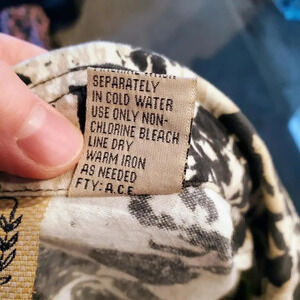 SEPARATELY
IN COLD WATER
USE ONLY NON-
CHLORINE BLEACH
LINE DRY
WARM IRON
AS NEEDED
FTY: A.C.E.